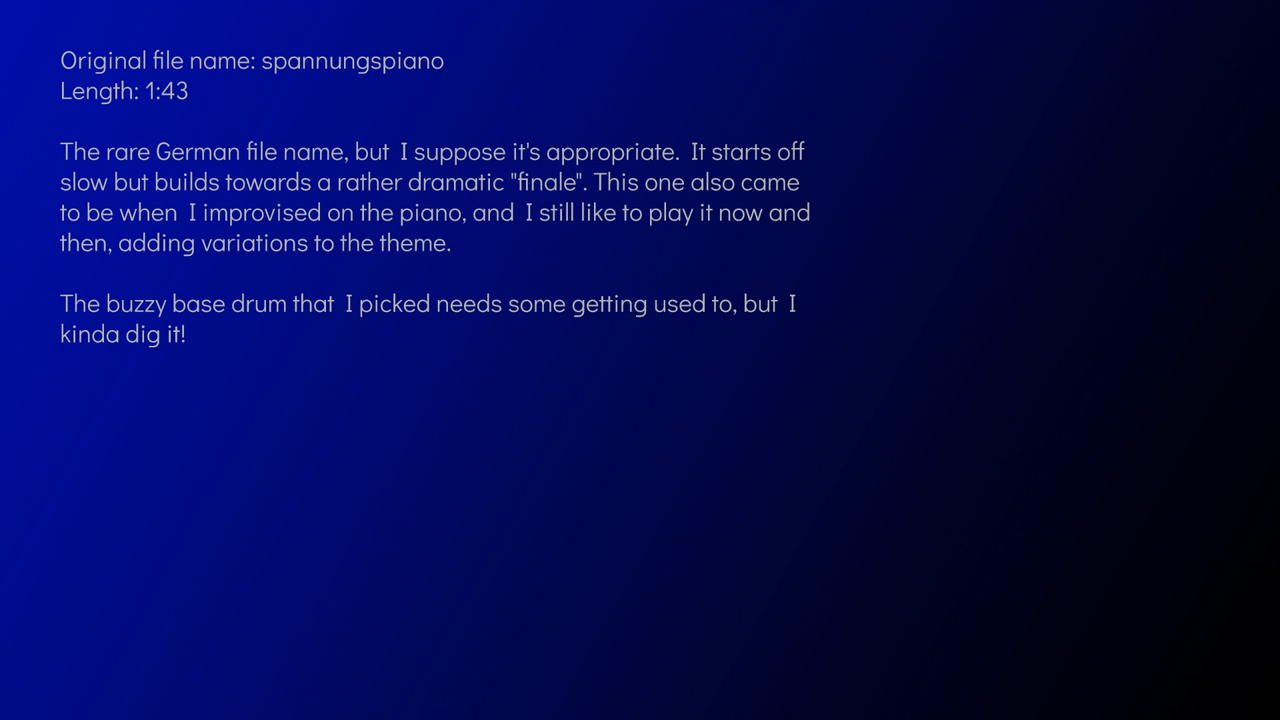 Original file name: spannungspiano
Length: 1:43
The rare German file name, but I suppose it's appropriate. It starts off
slow but builds towards a rather dramatic "finale". This one also came
to be when I improvised on the piano, and I still like to play it now and
then, adding variations to the theme.
The buzzy base drum that I picked needs some getting used to, but I
kinda dig it!